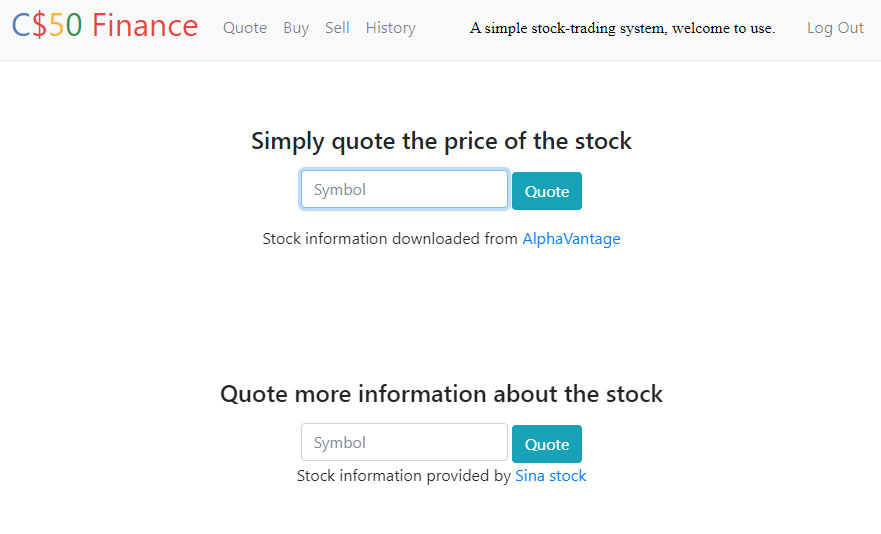 C$50 Finance Quote Buy Sell History A simple stock-trading system, welcome to use. Log Out
Simply quote the price of the stock
Symbol Quote
Stock information downloaded from AlphaVantage
Quote more information about the stock
Symbol Quote
Stock information provided by Sina stock